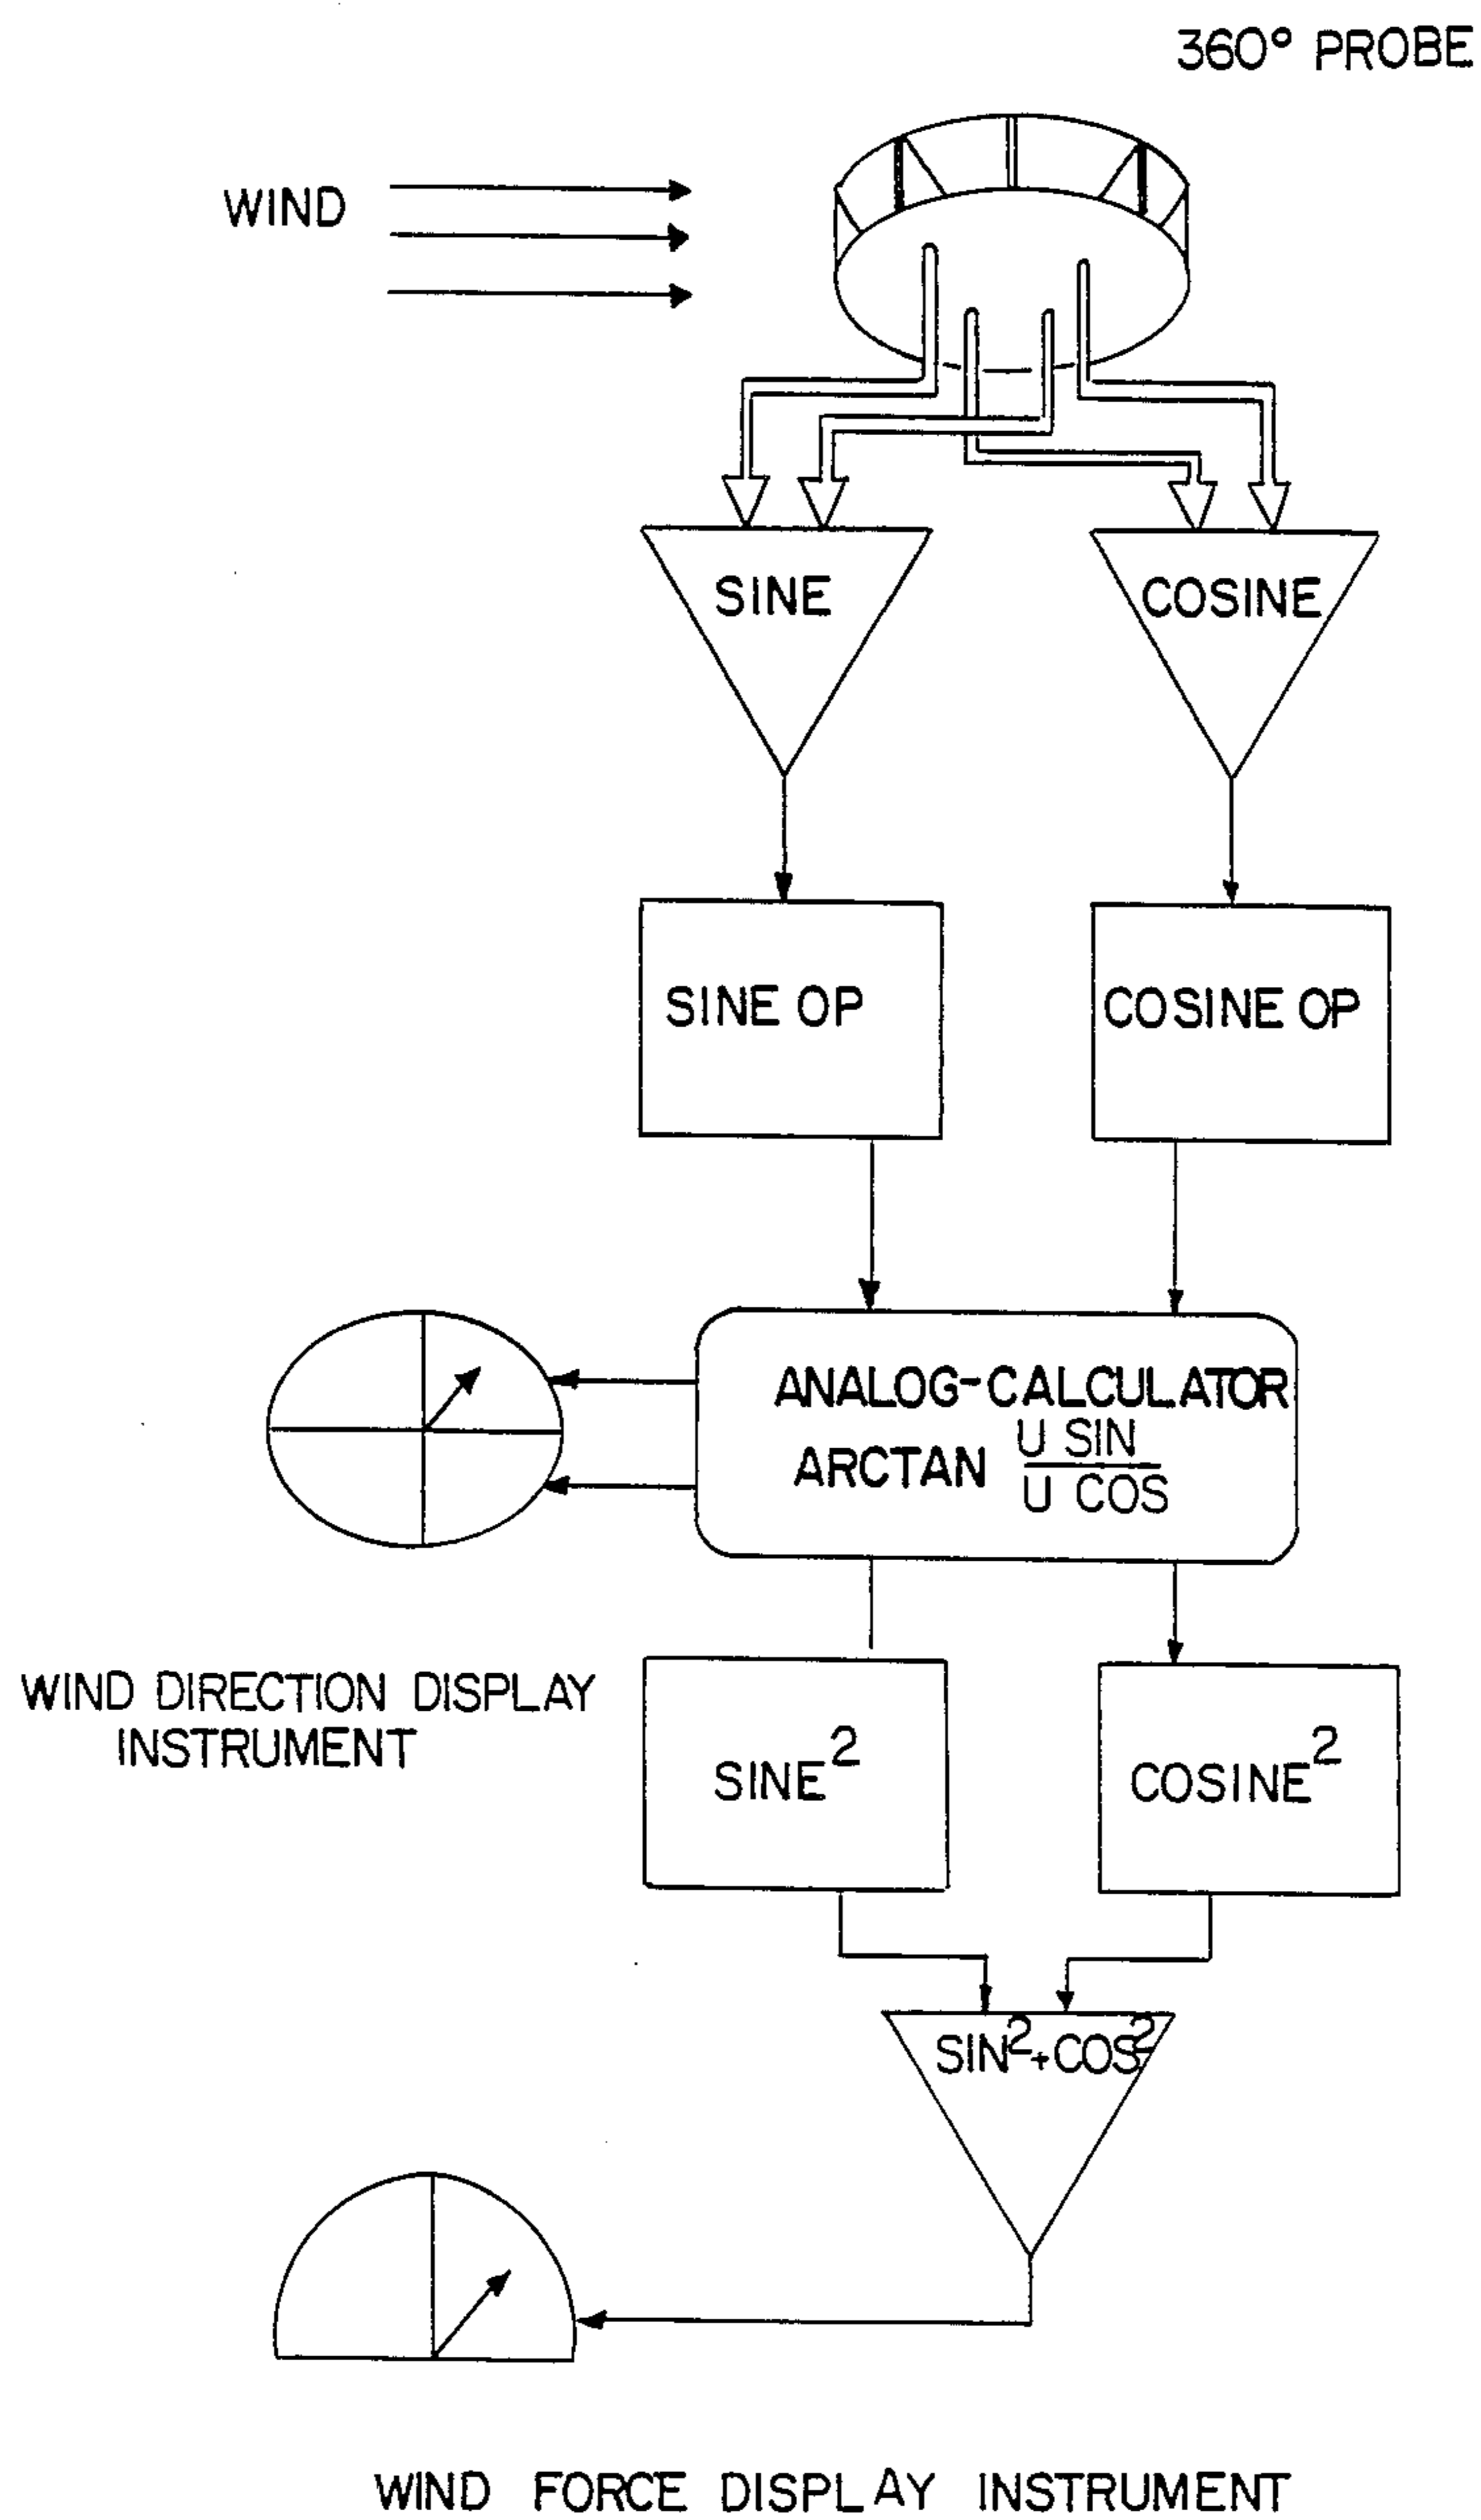 360° PROBE
WIND
SINE
COSINE
SINE OP
COSINE OP
ANALOG-CALCULATOR
ARCTAN U SIN
U COS
WIND DIRECTION DISPLAY
INSTRUMENT
SINE²
COSINE²
SIN²+COS²
WIND FORCE DISPLAY INSTRUMENT